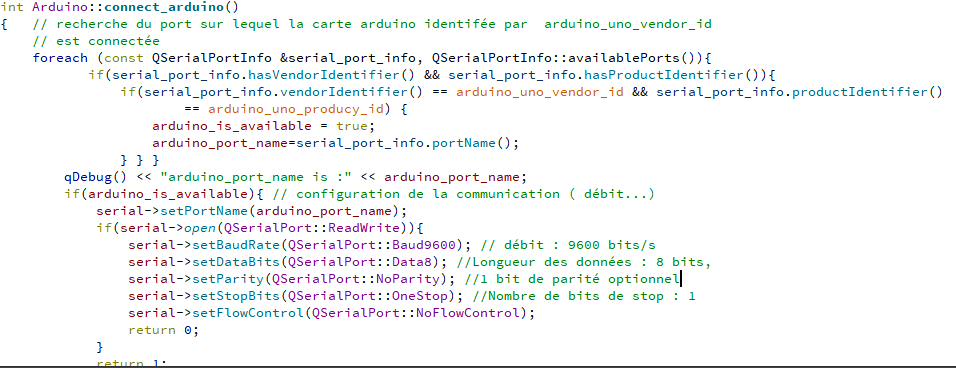 int Arduino::connect_arduino()
{   // recherche du port sur lequel la carte arduino identifée par  arduino_uno_vendor_id
    // est connectée
    foreach (const QSerialPortInfo &serial_port_info, QSerialPortInfo::availablePorts()){
           if(serial_port_info.hasVendorIdentifier() && serial_port_info.hasProductIdentifier()){
               if(serial_port_info.vendorIdentifier() == arduino_uno_vendor_id && serial_port_info.productIdentifier()
                       == arduino_uno_producy_id) {
                   arduino_is_available = true;
                   arduino_port_name=serial_port_info.portName();
               } } }
        qDebug() << "arduino_port_name is :" << arduino_port_name;
        if(arduino_is_available){ // configuration de la communication ( débit...)
            serial->setPortName(arduino_port_name);
            if(serial->open(QSerialPort::ReadWrite)){
                serial->setBaudRate(QSerialPort::Baud9600); // débit : 9600 bits/s
                serial->setDataBits(QSerialPort::Data8); //Longueur des données : 8 bits,
                serial->setParity(QSerialPort::NoParity); //1 bit de parité optionnel
                serial->setStopBits(QSerialPort::OneStop); //Nombre de bits de stop : 1
                serial->setFlowControl(QSerialPort::NoFlowControl);
                return 0;
            }
            return 1;